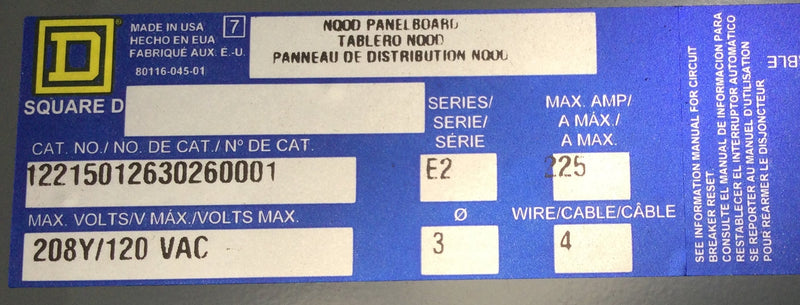 MADE IN USA
HECHO EN EUA
FABRIQUÉ AUX. É.-U.
80116-045-01
7
D
SQUARE D
NQOD PANELBOARD
TABLERO NQOD
PANNEAU DE DISTRIBUTION NQOD
CAT. NO./ NO. DE CAT./ Nº DE CAT.
12215012630260001
SERIES/
SERIE/
SÉRIE
E2
MAX. AMP/
A MÁX./
A MAX.
225
MAX. VOLTS/V MÁX./VOLTS MAX.
208Y/120 VAC
Ø
3
WIRE/CABLE/CÂBLE
4
SEE INFORMATION MANUAL FOR CIRCUIT
BREAKER RESET.
CONSULTE EL MANUAL DE INFORMACION PARA
RESTABLECER EL INTERRUPTOR AUTOMÁTICO
SE REPORTER AU MANUEL D'UTILISATION
POUR REARMER LE DISJONCTEUR